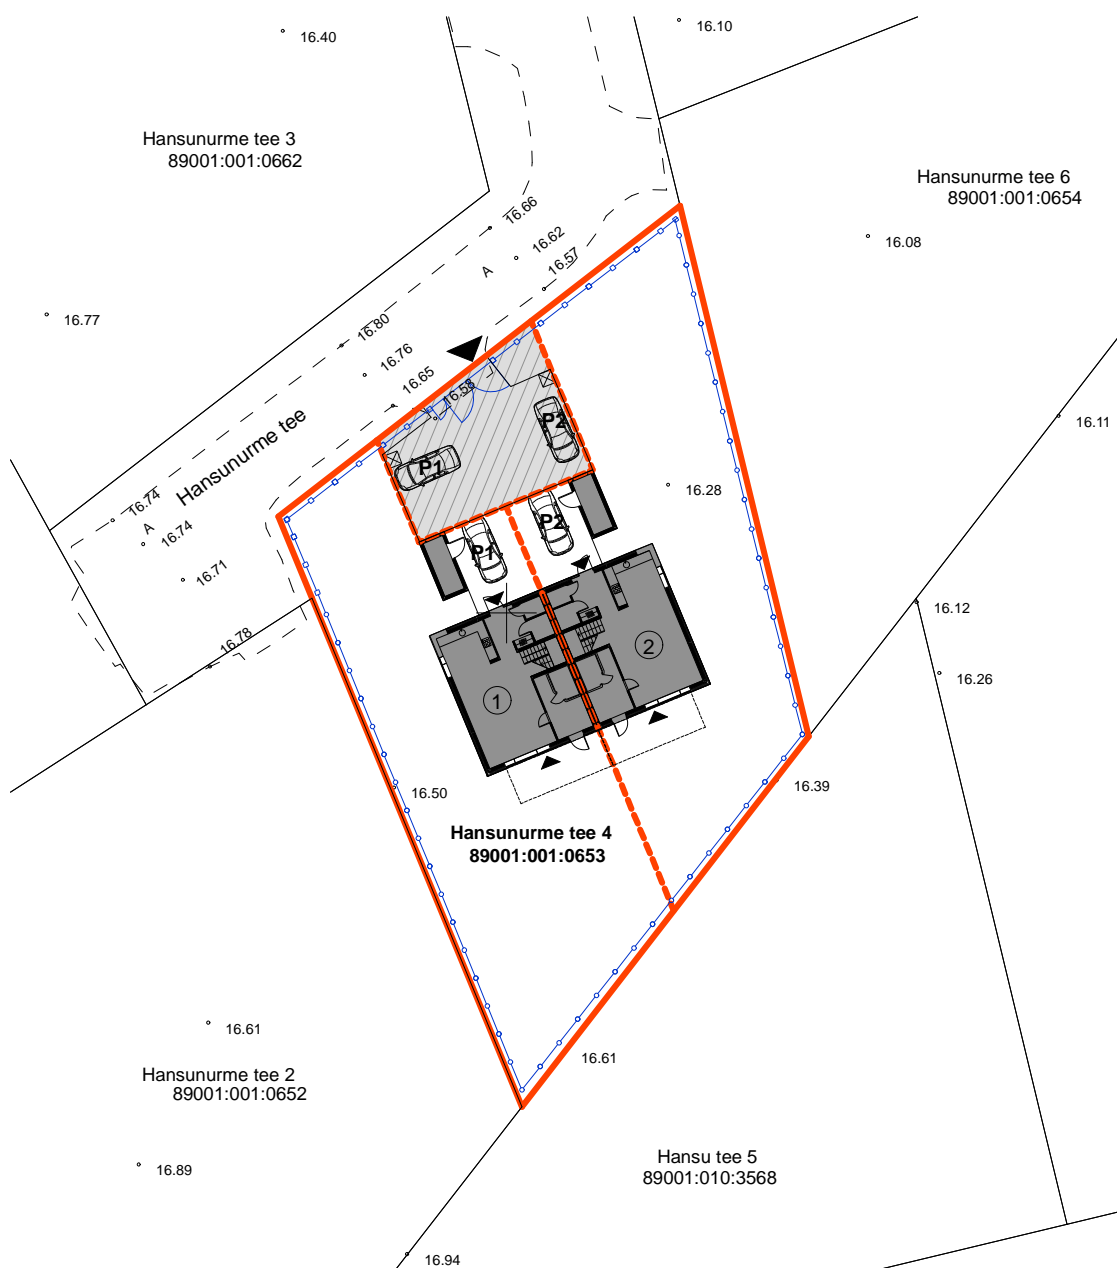 16.40
16.10
Hansunurme tee 3
89001:001:0662
Hansunurme tee 6
89001:001:0654
16.66
16.62
16.08
A
16.57
16.77
16.80
16.76
16.65
16.58
Hansunurme tee
P2
16.11
P1
16.28
16.74
A
16.74
P2
P1
16.71
16.12
16.78
2
16.26
1
16.50
16.39
Hansunurme tee 4
89001:001:0653
16.61
16.61
Hansunurme tee 2
89001:001:0652
Hansu tee 5
89001:010:3568
16.89
16.94